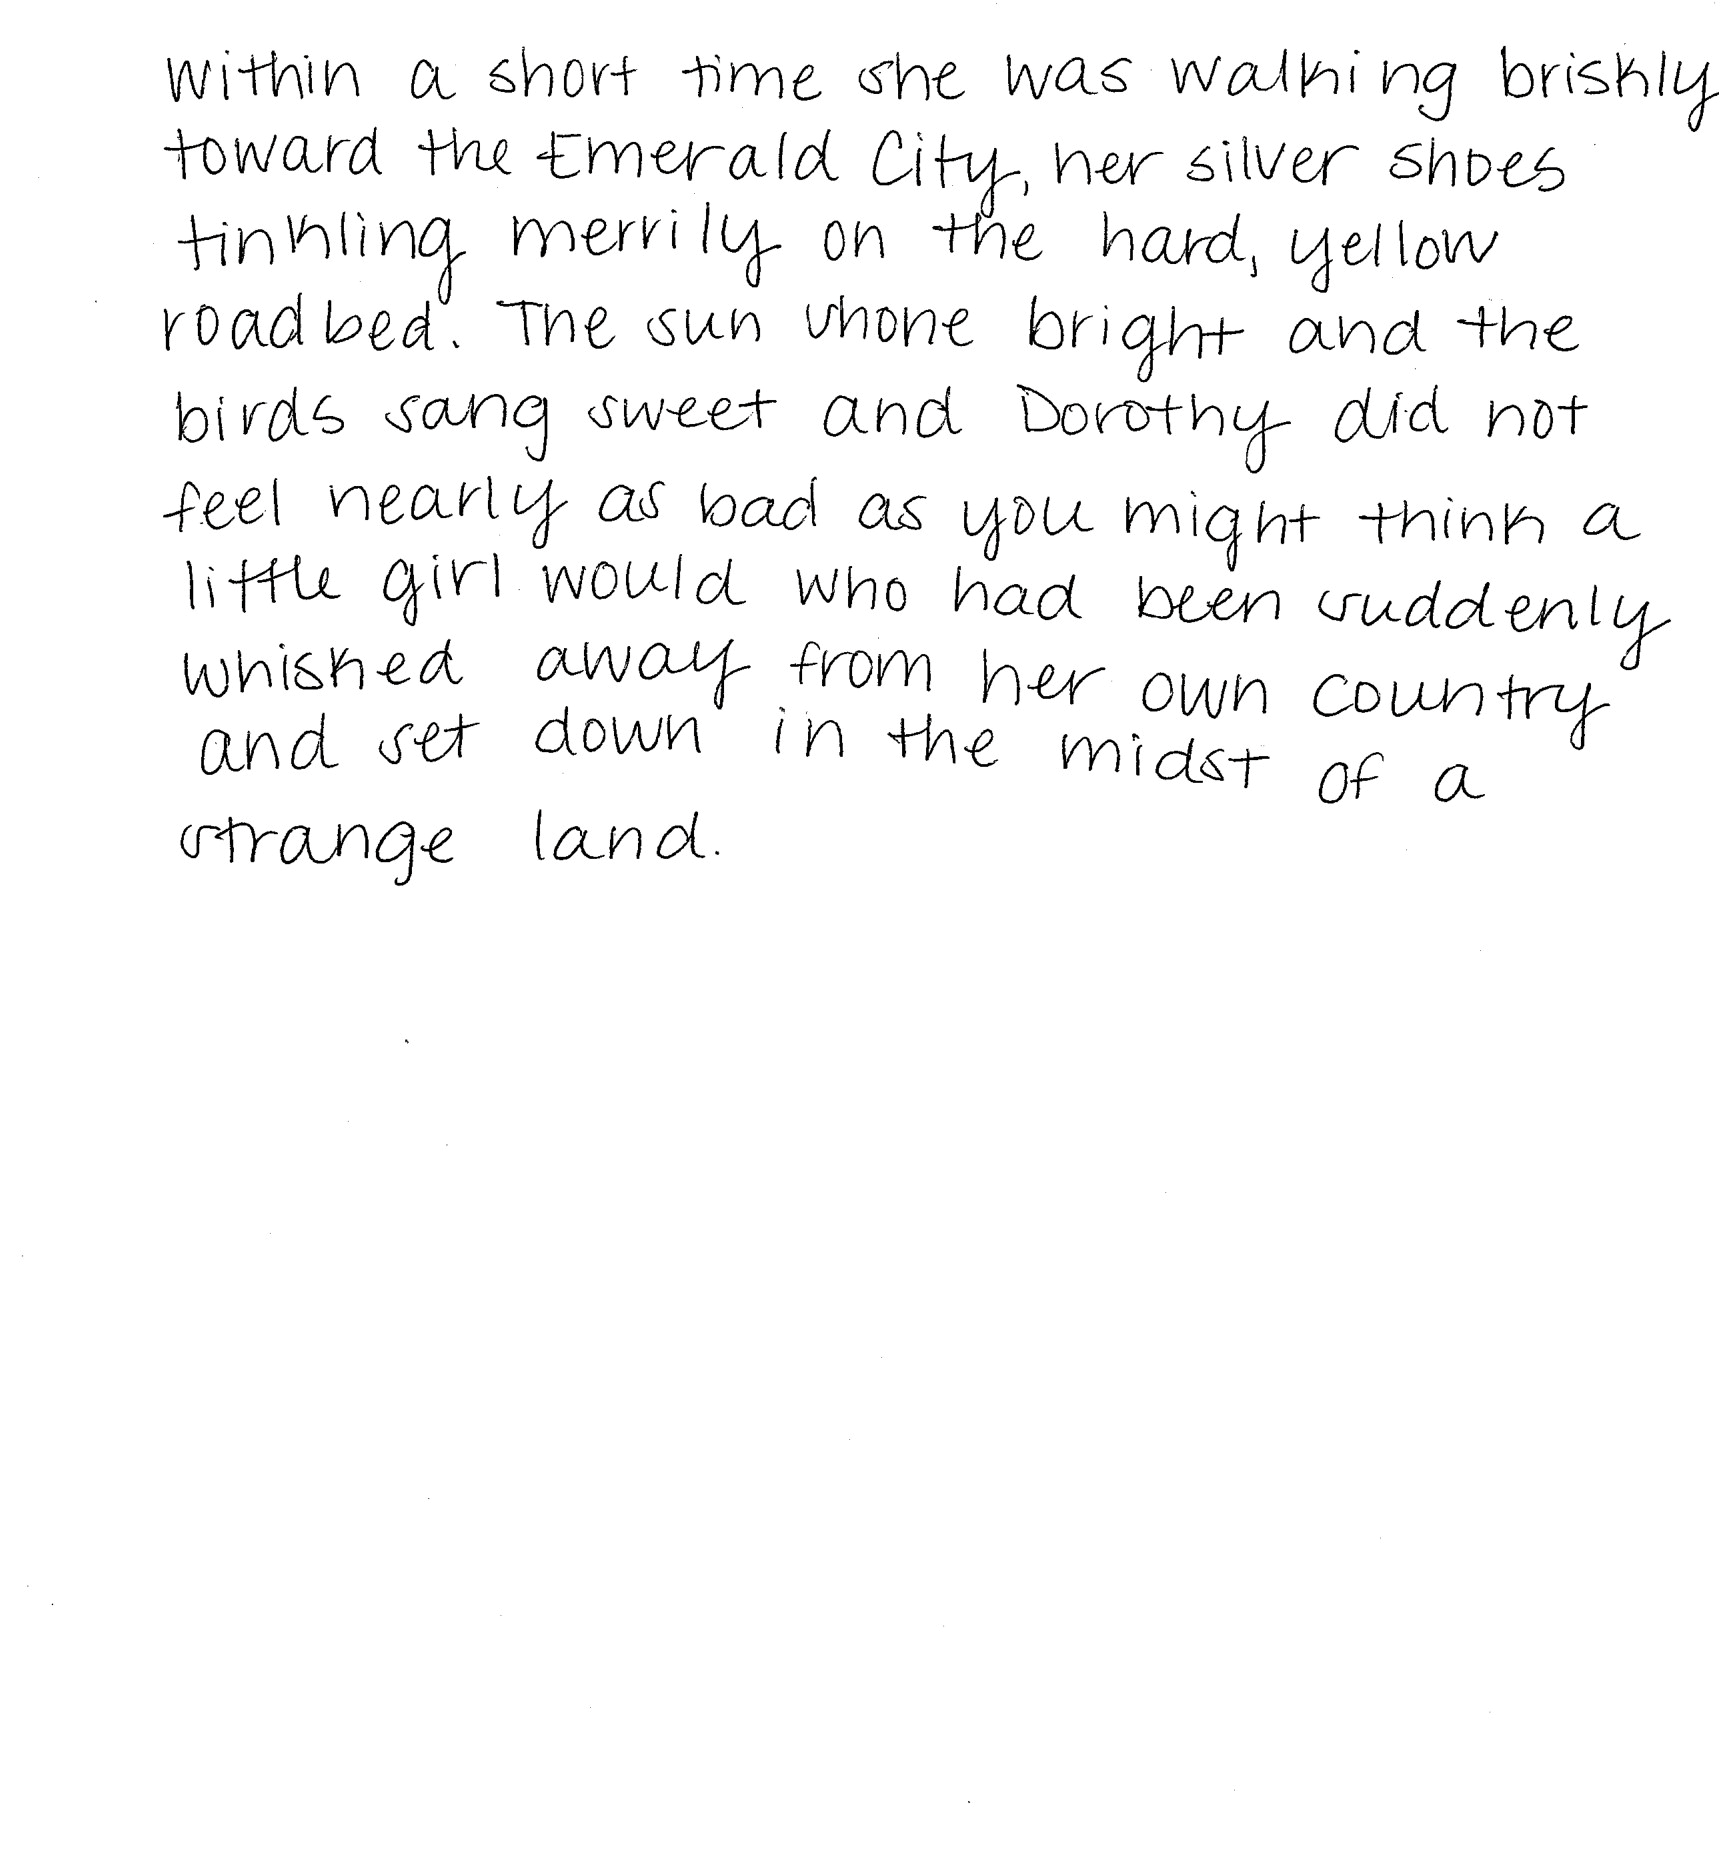 Within a short time she was walking briskly
toward the Emerald City, her silver shoes
tinkling merrily on the hard, yellow
roadbed. The sun shone bright and the
birds sang sweet and Dorothy did not
feel nearly as bad as you might think a
little girl would who had been suddenly
whisked away from her own country
and set down in the midst of a
strange land.